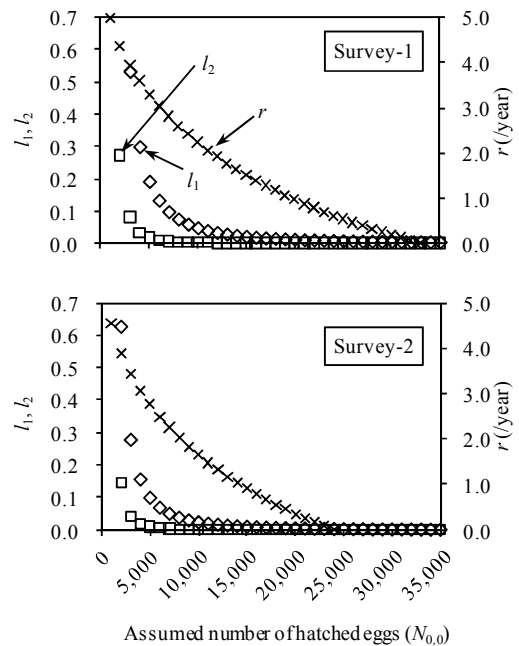 0.7 5.0
Survey-1
0.6
l2
4.0
0.5
r
0.4 3.0
l1, l2
r (/year)
0.3 2.0
l1
0.2
1.0
0.1
0.0 0.0
0.7 5.0
Survey-2
0.6
4.0
0.5
0.4 3.0
l1, l2
r (/year)
0.3 2.0
0.2
1.0
0.1
0.0 0.0
0 5,000 10,000 15,000 20,000 25,000 30,000 35,000
Assumed number of hatched eggs (N0,0)